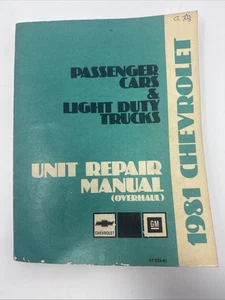 PASSENGER
CARS
&
LIGHT DUTY
TRUCKS
UNIT REPAIR
MANUAL
(OVERHAUL)
CHEVROLET
GM
1981 CHEVROLET